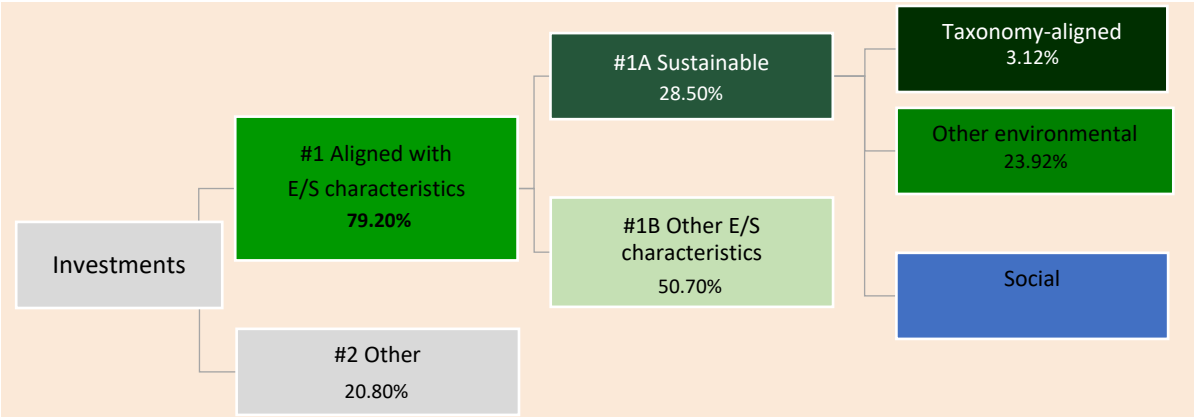 Investments
#1 Aligned with
E/S characteristics
79.20%
#2 Other
20.80%
#1A Sustainable
28.50%
#1B Other E/S
characteristics
50.70%
Taxonomy-aligned
3.12%
Other environmental
23.92%
Social